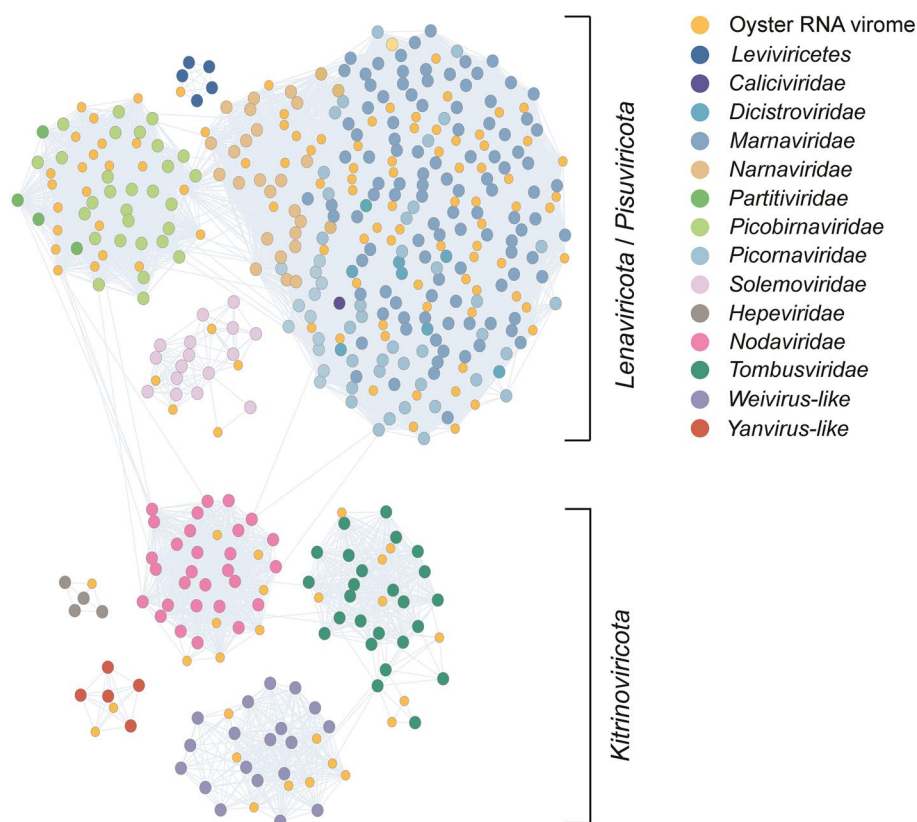 Oyster RNA virome
Leviviricetes
Caliciviridae
Dicistroviridae
Marnaviridae
Narnaviridae
Partitiviridae
Picobirnaviridae
Picornaviridae
Solemoviridae
Hepeviridae
Nodaviridae
Tombusviridae
Weivirus-like
Yanvirus-like
Lenaviricota / Pisuviricota
Kitrinoviricota